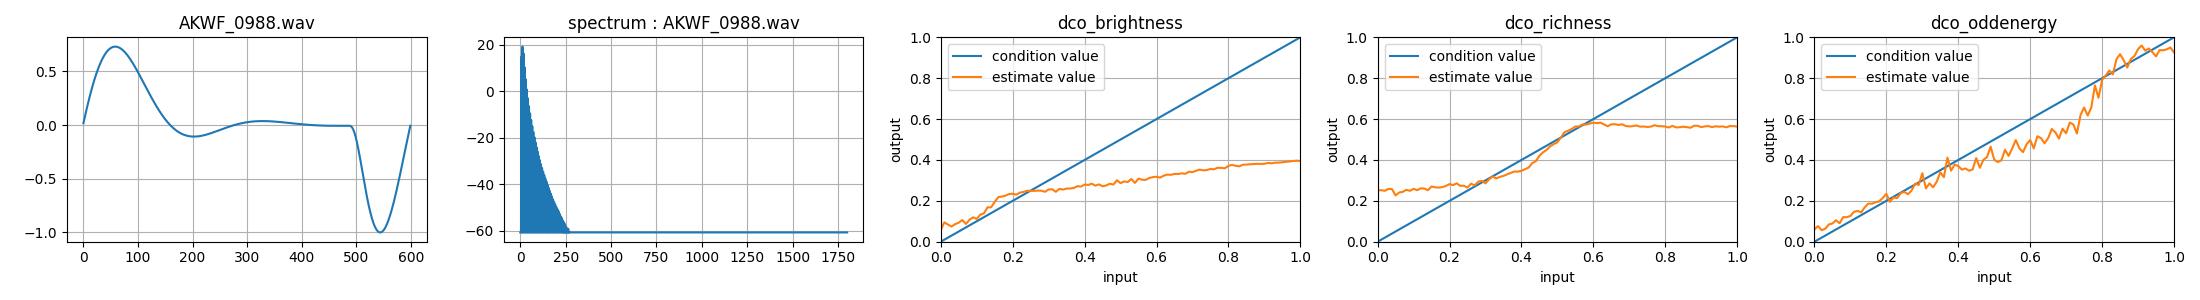 AKWF_0988.wav
0.5
0.0
−0.5
−1.0
0 100 200 300 400 500 600
spectrum : AKWF_0988.wav
20
0
−20
−40
−60
0 250 500 750 1000 1250 1500 1750
dco_brightness
condition value
estimate value
output
1.0
0.8
0.6
0.4
0.2
0.0
0.0 0.2 0.4 0.6 0.8 1.0
input
dco_richness
condition value
estimate value
output
1.0
0.8
0.6
0.4
0.2
0.0
0.0 0.2 0.4 0.6 0.8 1.0
input
dco_oddenergy
condition value
estimate value
output
1.0
0.8
0.6
0.4
0.2
0.0
0.0 0.2 0.4 0.6 0.8 1.0
input